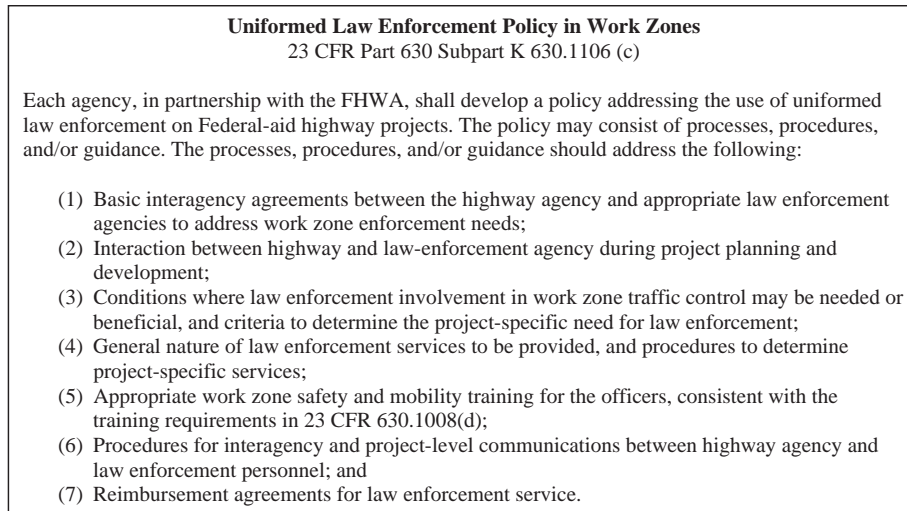 Uniformed Law Enforcement Policy in Work Zones
23 CFR Part 630 Subpart K 630.1106 (c)
Each agency, in partnership with the FHWA, shall develop a policy addressing the use of uniformed
law enforcement on Federal-aid highway projects. The policy may consist of processes, procedures,
and/or guidance. The processes, procedures, and/or guidance should address the following:
(1) Basic interagency agreements between the highway agency and appropriate law enforcement
agencies to address work zone enforcement needs;
(2) Interaction between highway and law-enforcement agency during project planning and
development;
(3) Conditions where law enforcement involvement in work zone traffic control may be needed or
beneficial, and criteria to determine the project-specific need for law enforcement;
(4) General nature of law enforcement services to be provided, and procedures to determine
project-specific services;
(5) Appropriate work zone safety and mobility training for the officers, consistent with the
training requirements in 23 CFR 630.1008(d);
(6) Procedures for interagency and project-level communications between highway agency and
law enforcement personnel; and
(7) Reimbursement agreements for law enforcement service.